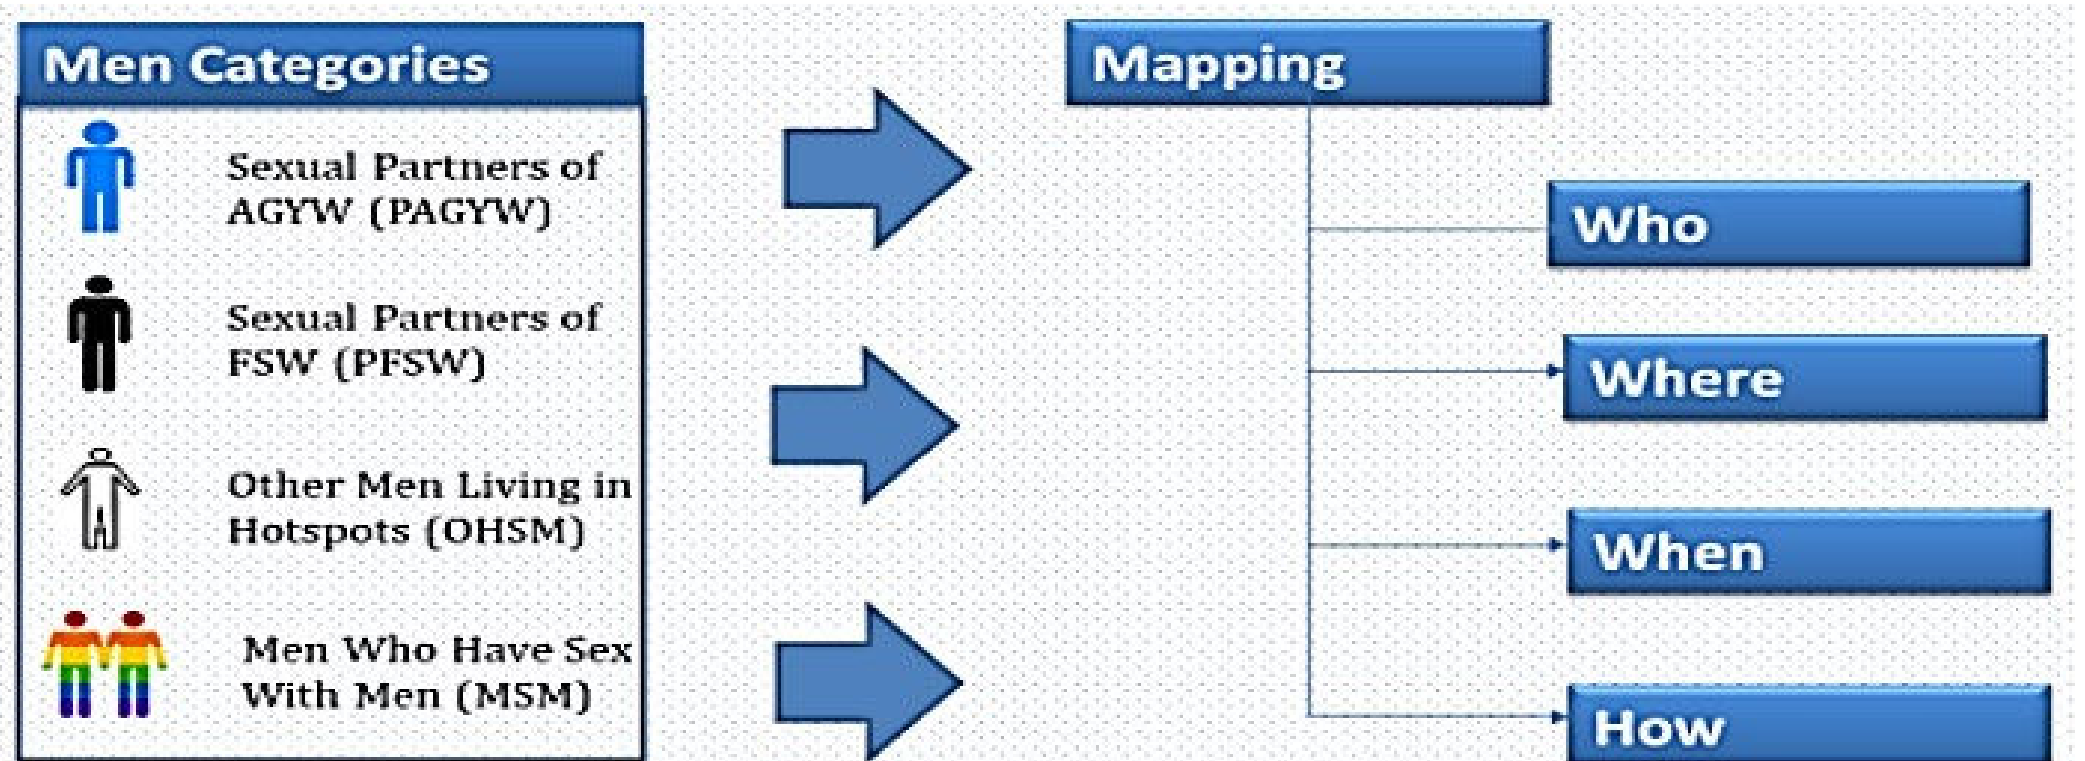 Men Categories
Sexual Partners of
AGYW (PAGYW)
Sexual Partners of
FSW (PFSW)
Other Men Living in
Hotspots (OHSM)
Men Who Have Sex
With Men (MSM)
Mapping
Who
Where
When
How